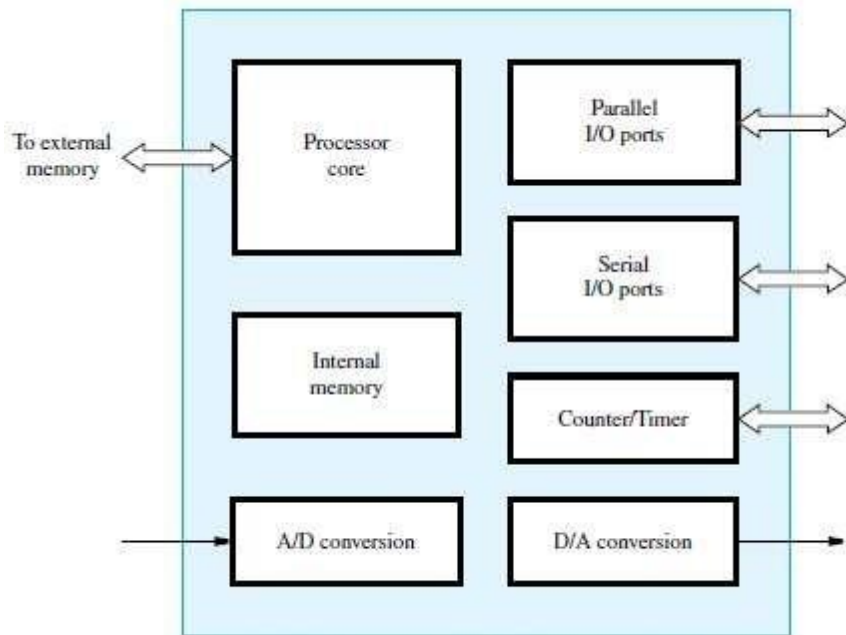 To external
memory
Processor
core
Parallel
I/O ports
Serial
I/O ports
Internal
memory
Counter/Timer
A/D conversion
D/A conversion